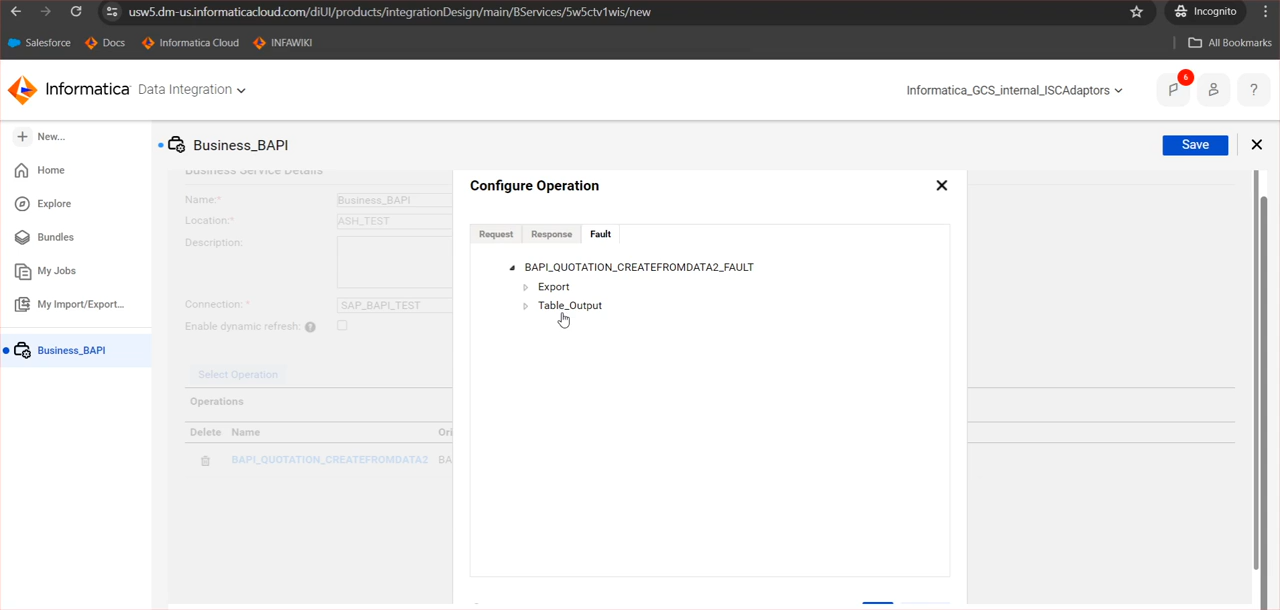 usw5.dm-us.informaticacloud.com/diUI/products/integrationDesign/main/BServices/5w5ctv1wis/new
Incognito
Salesforce
Docs
Informatica Cloud
INFAWIKI
All Bookmarks
Informatica
Data Integration
Informatica_GCS_internal_ISCAdaptors
6
?
New...
Home
Explore
Bundles
My Jobs
My Import/Export...
Business_BAPI
Business_BAPI
Save
Business Service Details
Name:*
Business_BAPI
Location:*
ASH_TEST
Description:
Connection: *
SAP_BAPI_TEST
Enable dynamic refresh: ?
Select Operation
Operations
Delete Name Ori
BAPI_QUOTATION_CREATEFROMDATA2 BA
Configure Operation
Request Response Fault
BAPI_QUOTATION_CREATEFROMDATA2_FAULT
Export
Table_Output